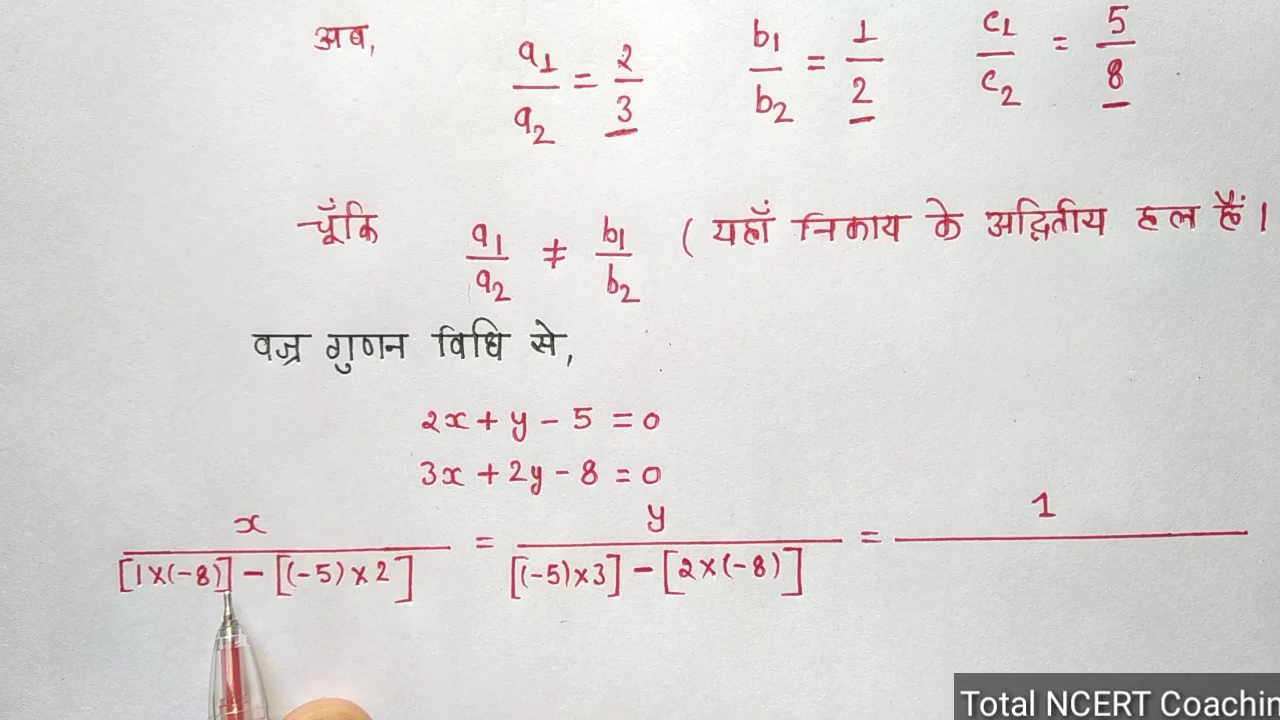 अब, a₁/a₂ = 2/3 b₁/b₂ = 1/2 c₁/c₂ = 5/8
चूँकि a₁/a₂ ≠ b₁/b₂ ( यहाँ निकाय के अद्वितीय हल हैं।
वज्र गुणन विधि से,
2x + y - 5 = 0
3x + 2y - 8 = 0
x/[1×(-8)] - [(-5)×2] = y/[(-5)×3] - [2×(-8)] = 1/
Total NCERT Coachin